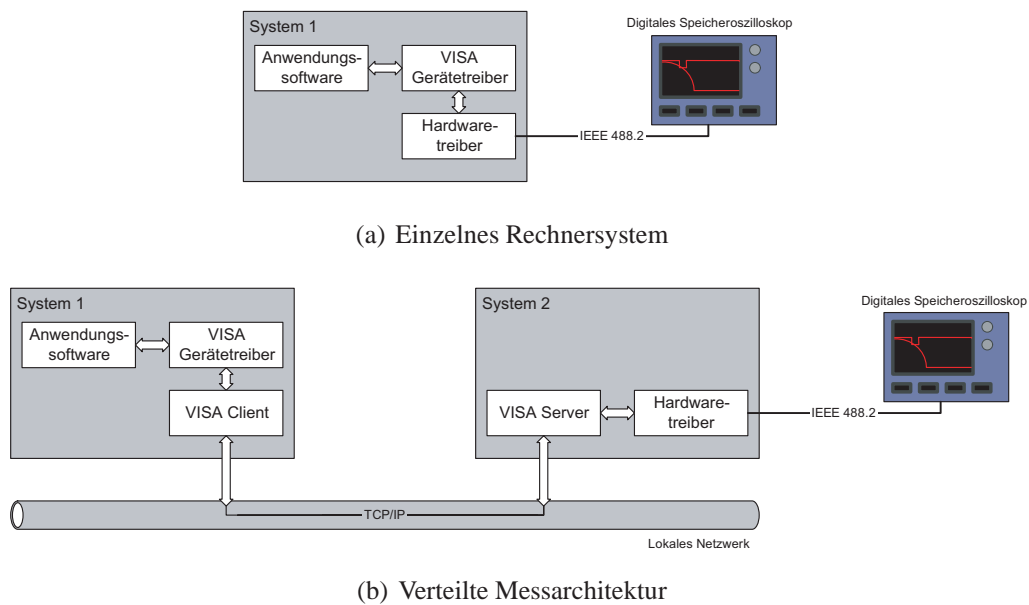 System 1
Digitales Speicheroszilloskop
Anwendungs-
software
VISA
Gerätetreiber
Hardware-
treiber
IEEE 488.2
(a) Einzelnes Rechnersystem
System 1
System 2
Digitales Speicheroszilloskop
Anwendungs-
software
VISA
Gerätetreiber
VISA Client
VISA Server
Hardware-
treiber
IEEE 488.2
TCP/IP
Lokales Netzwerk
(b) Verteilte Messarchitektur